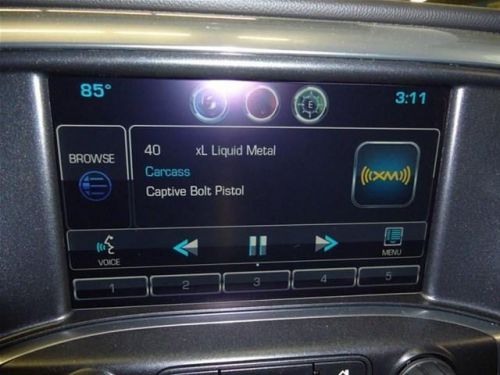 85° E 3:11
BROWSE
40 xL Liquid Metal
Carcass
Captive Bolt Pistol
((XM))
VOICE MENU
1 2 3 4 5